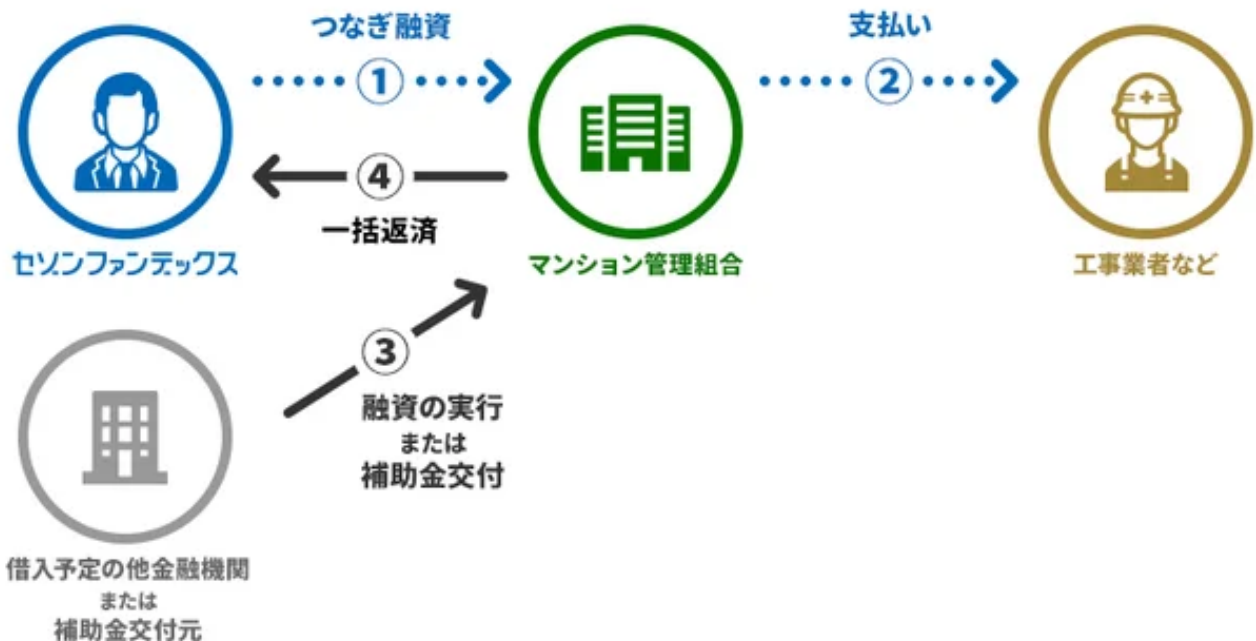 つなぎ融資
①
支払い
②
④
一括返済
セゾンファンデックス
マンション管理組合
工事業者など
③
融資の実行
または
補助金交付
借入予定の他金融機関
または
補助金交付元